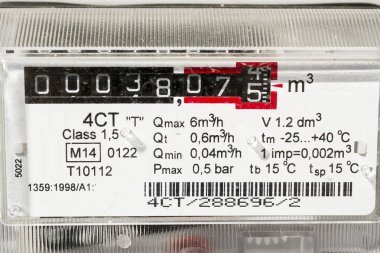 00038,075 m³
4CT "T" Qmax 6m³/h V 1.2 dm³
Class 1,5 Qt 0,6m³/h tm -25...+40 °C
M14 0122 Qmin 0,04m³/h 1 imp=0,002m³
T10112 Pmax 0,5 bar tb 15 °C tsp 15 °C
5022
1359:1998/A1:
4CT/288696/2